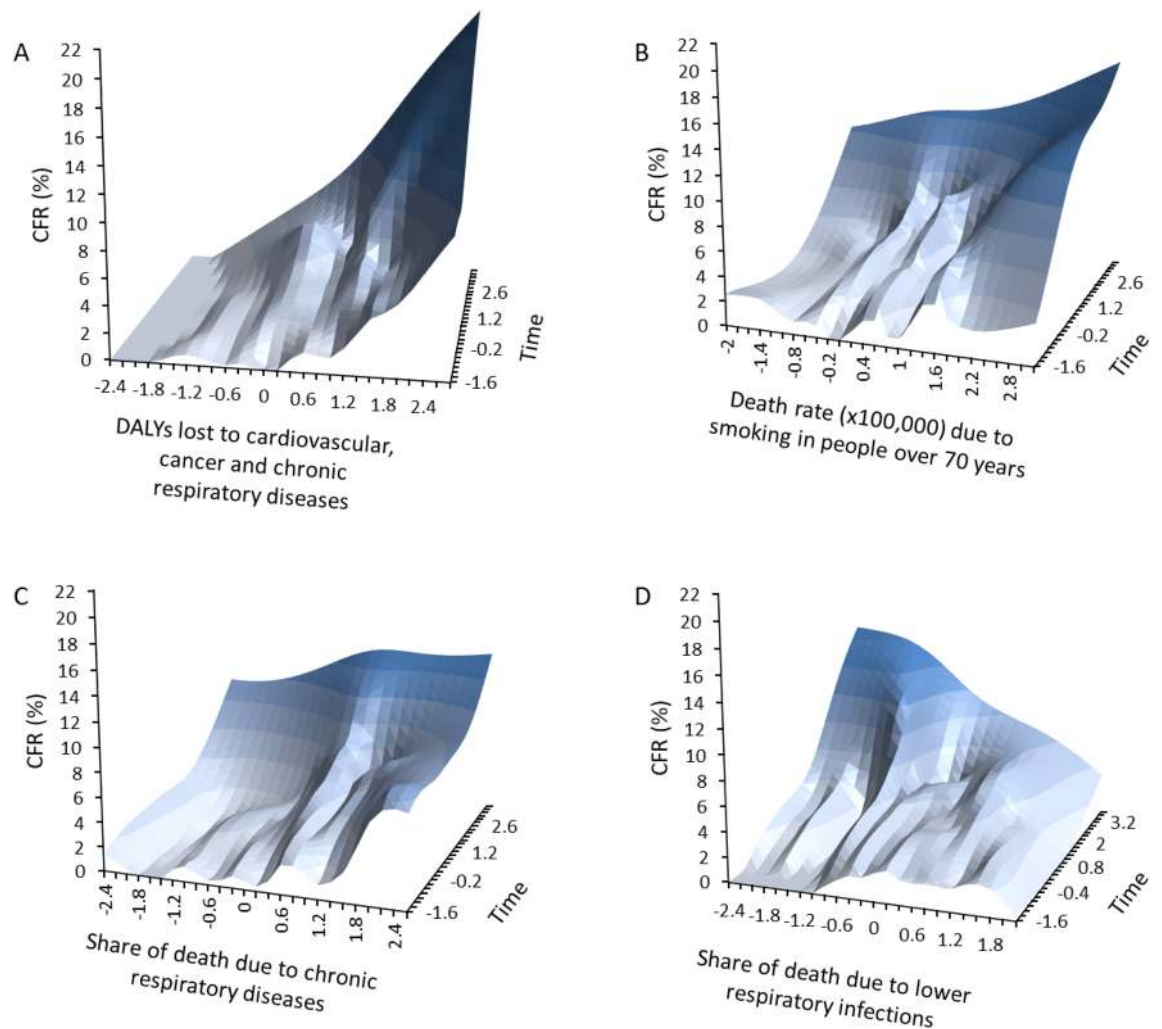 A
22
20
18
16
14
12
10
8
6
4
2
0
CFR (%)
-2.4 -1.8 -1.2 -0.6 0 0.6 1.2 1.8 2.4
2.6
1.2
-0.2
-1.6
Time
DALYs lost to cardiovascular,
cancer and chronic
respiratory diseases
B
22
20
18
16
14
12
10
8
6
4
2
0
CFR (%)
-2 -1.4 -0.8 -0.2 0.4 1 1.6 2.2 2.8
2.6
1.2
-0.2
-1.6
Time
Death rate (x100,000) due to
smoking in people over 70 years
C
22
20
18
16
14
12
10
8
6
4
2
0
CFR (%)
-2.4 -1.8 -1.2 -0.6 0 0.6 1.2 1.8 2.4
2.6
1.2
-0.2
-1.6
Time
Share of death due to chronic
respiratory diseases
D
22
20
18
16
14
12
10
8
6
4
2
0
CFR (%)
-2.4 -1.8 -1.2 -0.6 0 0.6 1.2 1.8
3.2
2
0.8
-0.4
-1.6
Time
Share of death due to lower
respiratory infections